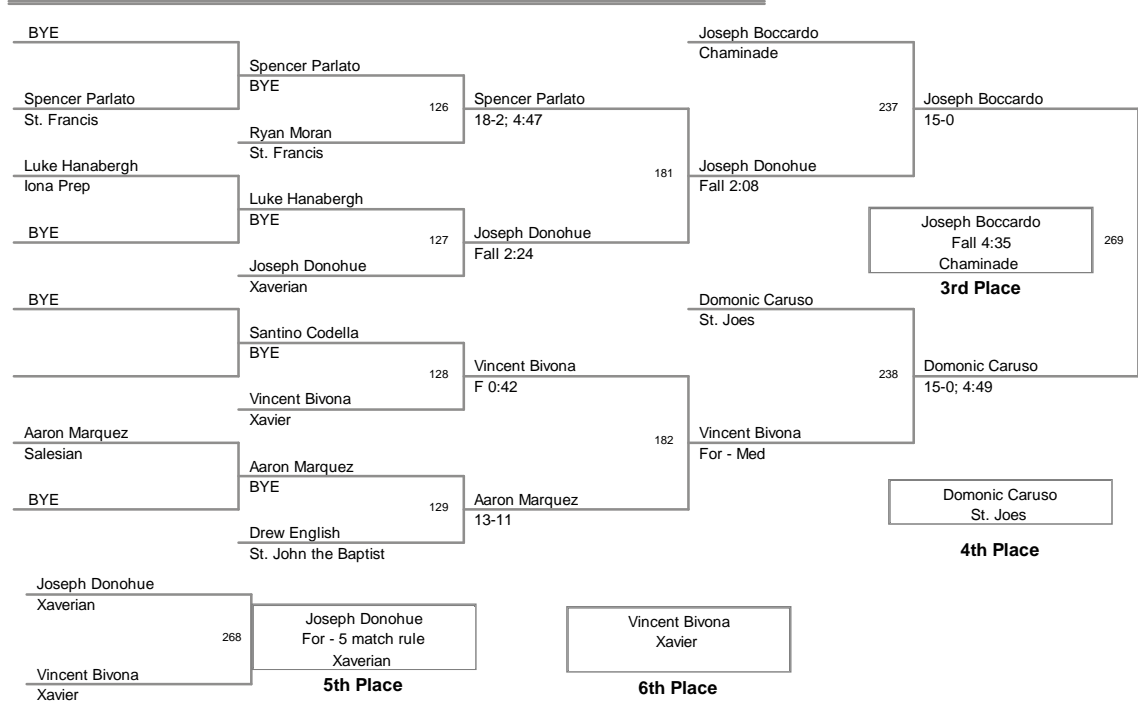 BYE
Spencer Parlato
St. Francis
Luke Hanabergh
Iona Prep
BYE
BYE
Aaron Marquez
Salesian
BYE
Spencer Parlato
BYE
126
Ryan Moran
St. Francis
Luke Hanabergh
BYE
127
Joseph Donohue
Xaverian
Santino Codella
BYE
128
Vincent Bivona
Xavier
Aaron Marquez
BYE
129
Drew English
St. John the Baptist
Spencer Parlato
18-2; 4:47
181
Joseph Donohue
Fall 2:24
Vincent Bivona
F 0:42
182
Aaron Marquez
13-11
Joseph Boccardo
Chaminade
237
Joseph Donohue
Fall 2:08
Domonic Caruso
St. Joes
238
Vincent Bivona
For - Med
Joseph Boccardo
15-0
Joseph Boccardo
Fall 4:35
Chaminade
269
3rd Place
Domonic Caruso
15-0; 4:49
Domonic Caruso
St. Joes
4th Place
Joseph Donohue
Xaverian
268
Vincent Bivona
Xavier
Joseph Donohue
For - 5 match rule
Xaverian
5th Place
Vincent Bivona
Xavier
6th Place